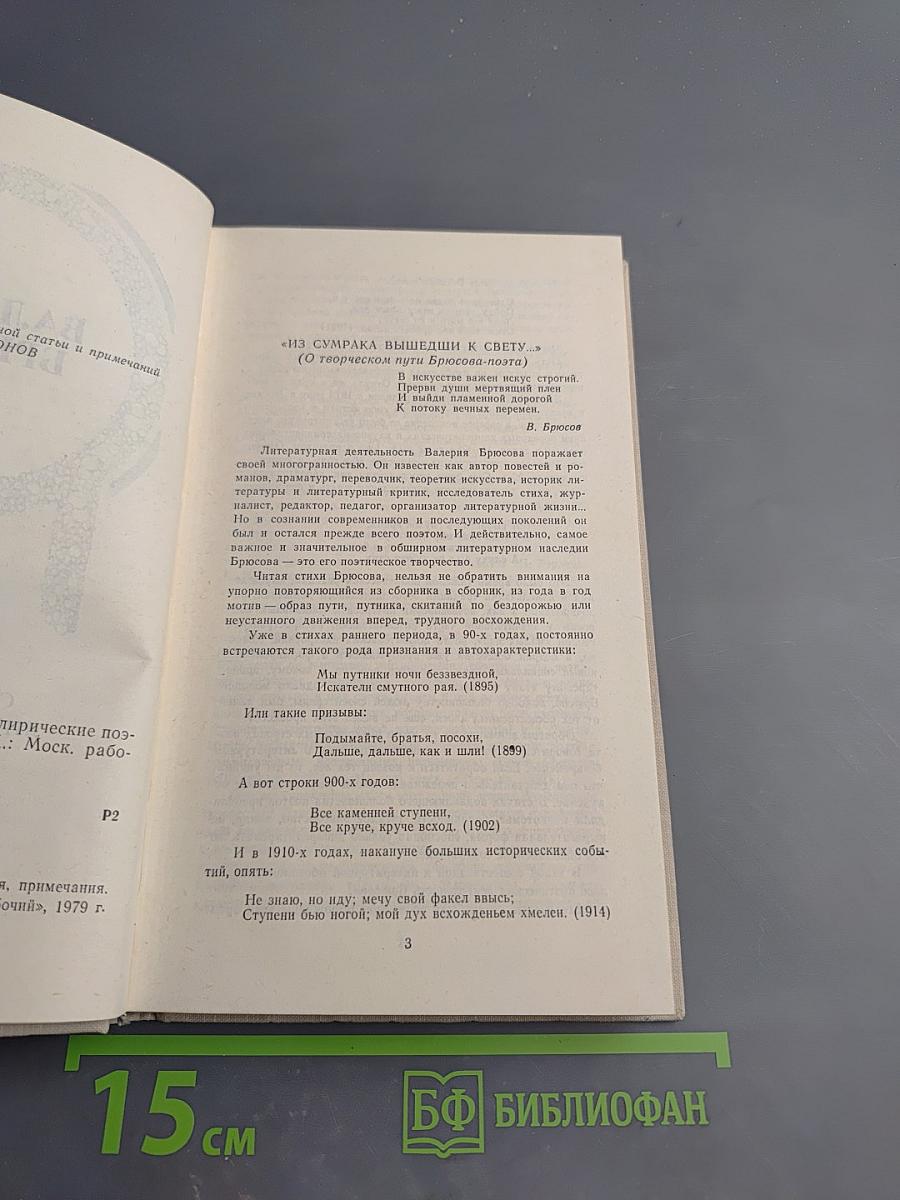 ной статьи и примечаний
ОНОВ
лирические поэ-
.: Моск. рабо-
Р2
я, примечания.
бочий», 1979 г.
«ИЗ СУМРАКА ВЫШЕДШИ К СВЕТУ...»
(О творческом пути Брюсова-поэта)
В искусстве важен искус строгий.
Прерви души мертвящий плен
И выйди пламенной дорогой
К потоку вечных перемен.
В. Брюсов
Литературная деятельность Валерия Брюсова поражает
своей многогранностью. Он известен как автор повестей и ро-
манов, драматург, переводчик, теоретик искусства, историк ли-
тературы и литературный критик, исследователь стиха, жур-
налист, редактор, педагог, организатор литературной жизни...
Но в сознании современников и последующих поколений он
был и остался прежде всего поэтом. И действительно, самое
важное и значительное в обширном литературном наследии
Брюсова — это его поэтическое творчество.
Читая стихи Брюсова, нельзя не обратить внимания на
упорно повторяющийся из сборника в сборник, из года в год
мотив — образ пути, путника, скитаний по бездорожью или
неустанного движения вперед, трудного восхождения.
Уже в стихах раннего периода, в 90-х годах, постоянно
встречаются такого рода признания и автохарактеристики:
Мы путники ночи беззвездной,
Искатели смутного рая. (1895)
Или такие призывы:
Подымайте, братья, посохи,
Дальше, дальше, как и шли! (1899)
А вот строки 900-х годов:
Все каменней ступени,
Все круче, круче всход. (1902)
И в 1910-х годах, накануне больших исторических собы-
тий, опять:
Не знаю, но иду; мечу свой факел ввысь;
Ступени бью ногой; мой дух всхожденьем хмелен. (1914)
3
15 см
БФ БИБЛИОФАН